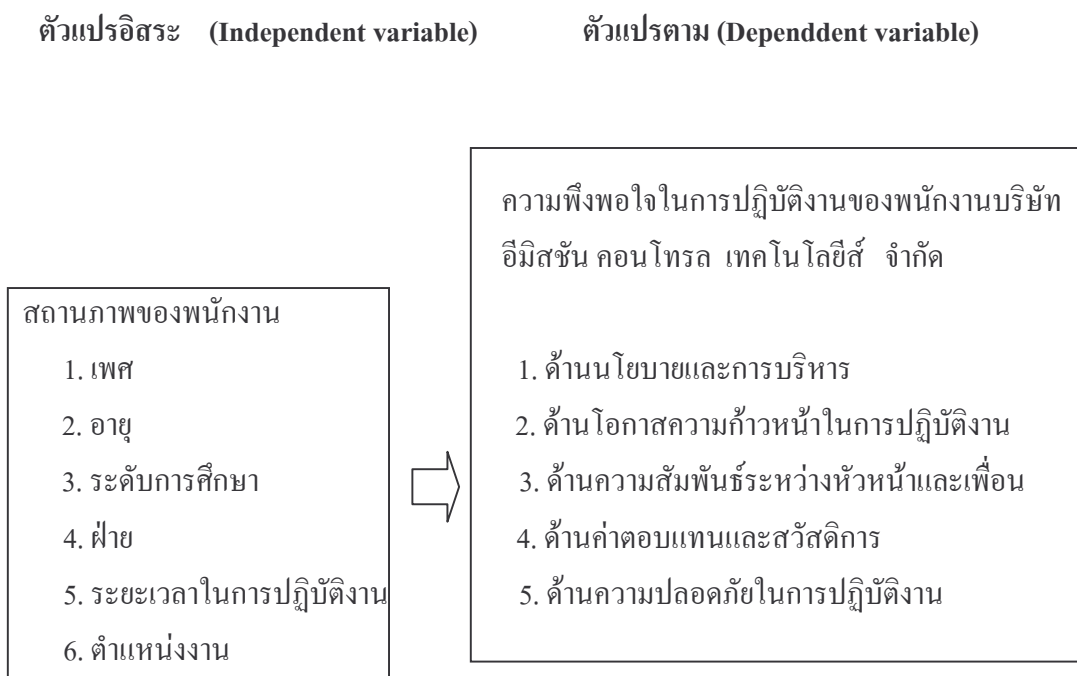 ตัวแปรอิสระ (Independent variable) ตัวแปรตาม (Dependdent variable)
สถานภาพของพนักงาน
1. เพศ
2. อายุ
3. ระดับการศึกษา
4. ฝ่าย
5. ระยะเวลาในการปฏิบัติงาน
6. ตำแหน่งงาน
ความพึงพอใจในการปฏิบัติงานของพนักงานบริษัท
อีมิสชัน คอนโทรล เทคโนโลยีส์ จำกัด
1. ด้านนโยบายและการบริหาร
2. ด้านโอกาสความก้าวหน้าในการปฏิบัติงาน
3. ด้านความสัมพันธ์ระหว่างหัวหน้าและเพื่อน
4. ด้านค่าตอบแทนและสวัสดิการ
5. ด้านความปลอดภัยในการปฏิบัติงาน